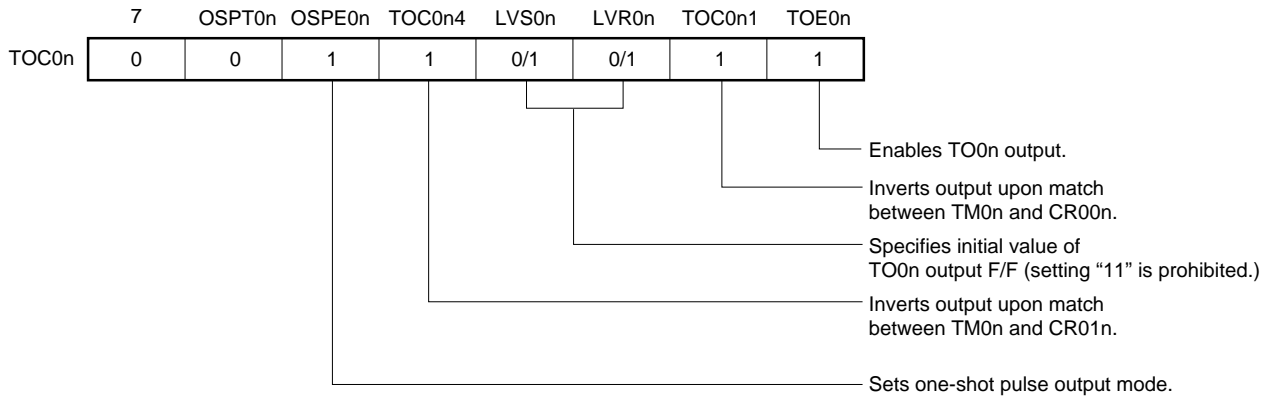 7 OSPT0n OSPE0n TOC0n4 LVS0n LVR0n TOC0n1 TOE0n
TOC0n 0 0 1 1 0/1 0/1 1 1
Enables TO0n output.
Inverts output upon match
between TM0n and CR00n.
Specifies initial value of
TO0n output F/F (setting “11” is prohibited.)
Inverts output upon match
between TM0n and CR01n.
Sets one-shot pulse output mode.